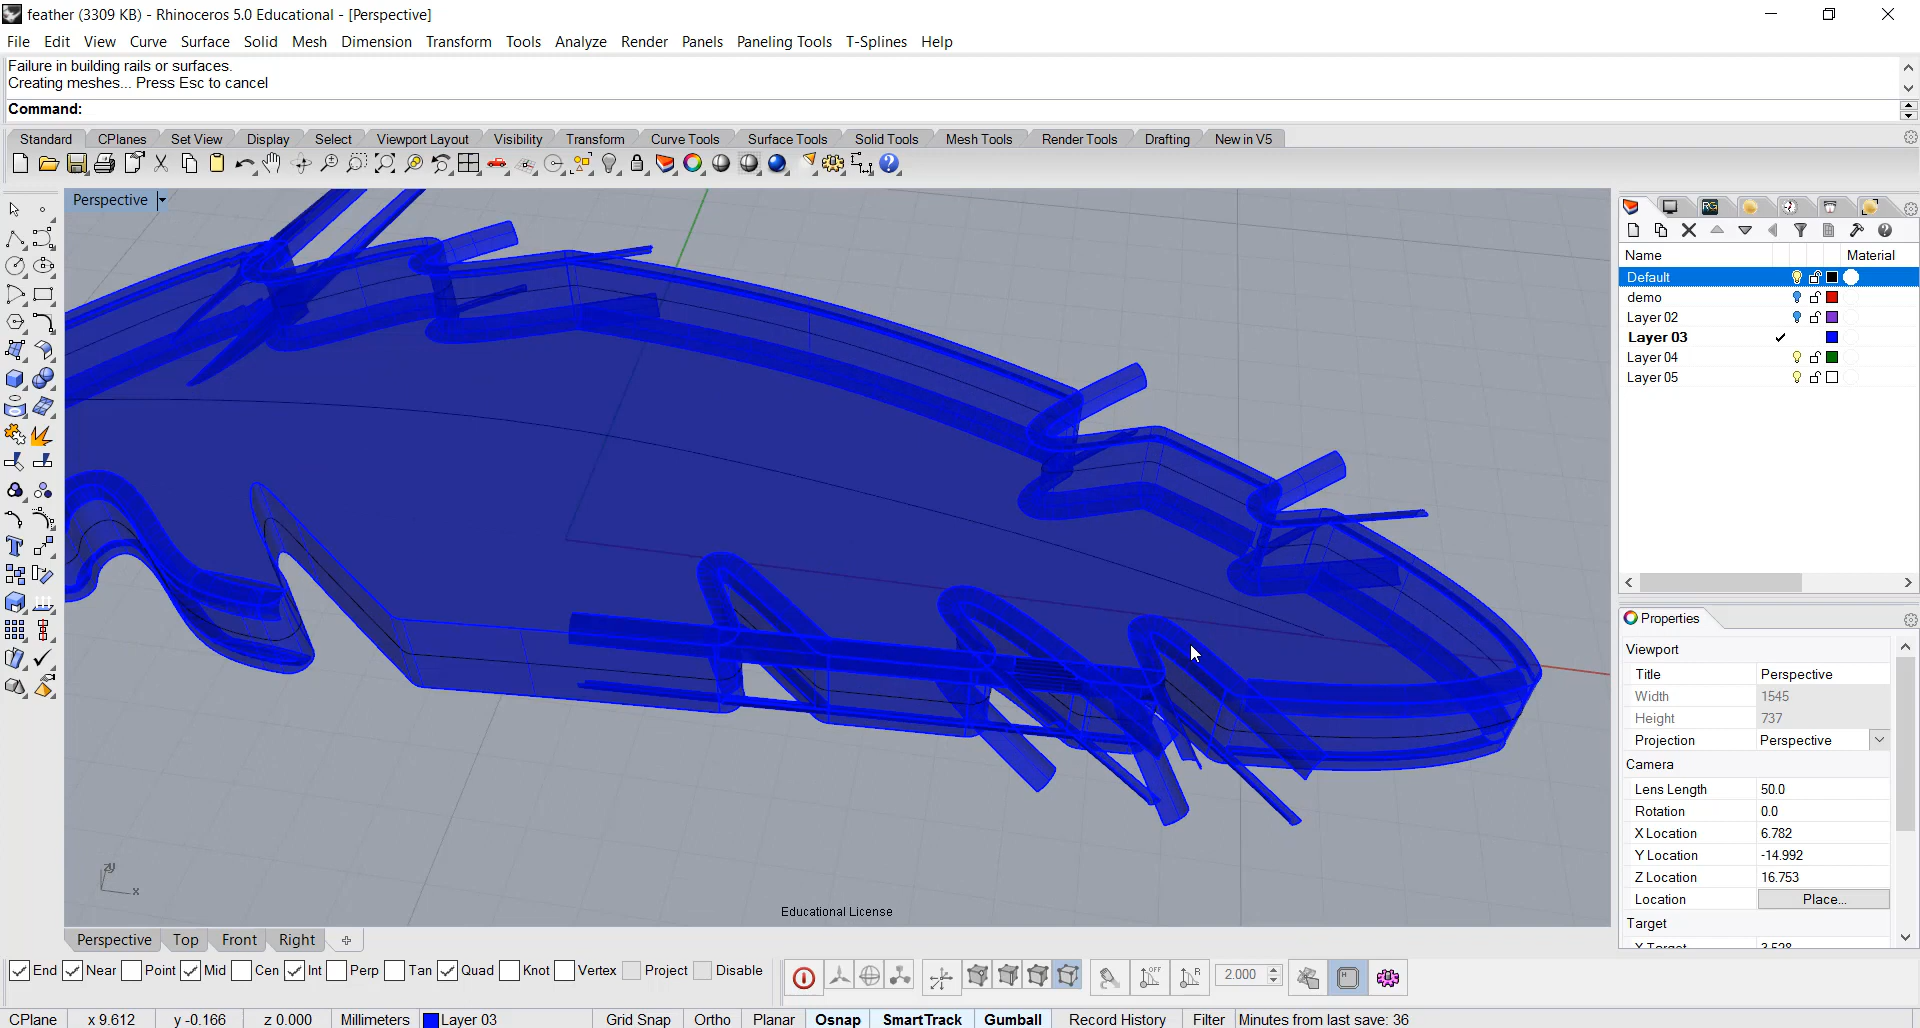 feather (3309 KB) - Rhinoceros 5.0 Educational - [Perspective]
File Edit View Curve Surface Solid Mesh Dimension Transform Tools Analyze Render Panels Paneling Tools T-Splines Help
Failure in building rails or surfaces.
Creating meshes... Press Esc to cancel
Command:
Standard CPlanes Set View Display Select Viewport Layout Visibility Transform Curve Tools Surface Tools Solid Tools Mesh Tools Render Tools Drafting New in V5
Perspective
Name Material
Default
demo
Layer 02
Layer 03
Layer 04
Layer 05
Properties
Viewport
Title Perspective
Width 1545
Height 737
Projection Perspective
Camera
Lens Length 50.0
Rotation 0.0
X Location 6.782
Y Location -14.992
Z Location 16.753
Location Place...
Target
X Target 3.528
x
Educational License
Perspective Top Front Right
End Near Point Mid Cen Int Perp Tan Quad Knot Vertex Project Disable
2.000
CPlane x 9.612 y -0.166 z 0.000 Millimeters Layer 03 Grid Snap Ortho Planar Osnap SmartTrack Gumball Record History Filter Minutes from last save: 36